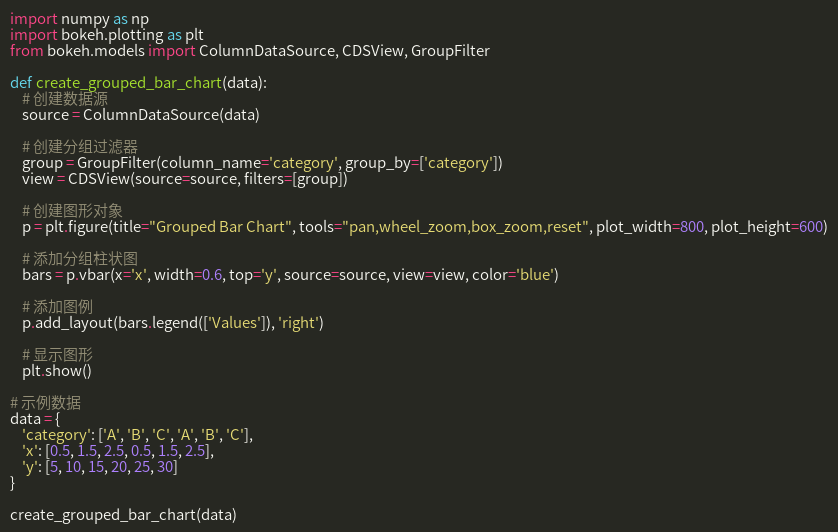 import numpy as np
import bokeh.plotting as plt
from bokeh.models import ColumnDataSource, CDSView, GroupFilter
def create_grouped_bar_chart(data):
# 创建数据源
source = ColumnDataSource(data)
# 创建分组过滤器
group = GroupFilter(column_name='category', group_by=['category'])
view = CDSView(source=source, filters=[group])
# 创建图形对象
p = plt.figure(title="Grouped Bar Chart", tools="pan,wheel_zoom,box_zoom,reset", plot_width=800, plot_height=600)
# 添加分组柱状图
bars = p.vbar(x='x', width=0.6, top='y', source=source, view=view, color='blue')
# 添加图例
p.add_layout(bars.legend(['Values']), 'right')
# 显示图形
plt.show()
# 示例数据
data = {
'category': ['A', 'B', 'C', 'A', 'B', 'C'],
'x': [0.5, 1.5, 2.5, 0.5, 1.5, 2.5],
'y': [5, 10, 15, 20, 25, 30]
}
create_grouped_bar_chart(data)